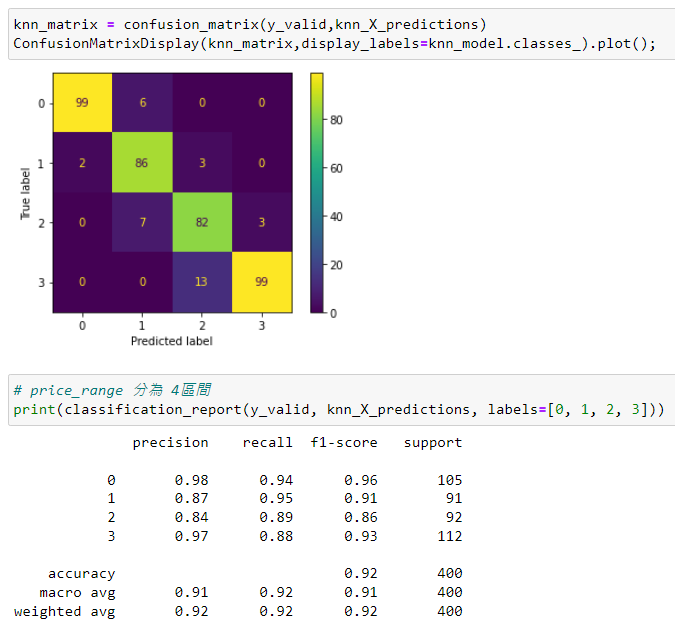 knn_matrix = confusion_matrix(y_valid,knn_X_predictions)
ConfusionMatrixDisplay(knn_matrix,display_labels=knn_model.classes_).plot();
0 99 6 0 0
1 2 86 3 0
2 0 7 82 3
3 0 0 13 99
0 1 2 3
True label
Predicted label
80
60
40
20
0
# price_range 分為 4區間
print(classification_report(y_valid, knn_X_predictions, labels=[0, 1, 2, 3]))
precision recall f1-score support
0 0.98 0.94 0.96 105
1 0.87 0.95 0.91 91
2 0.84 0.89 0.86 92
3 0.97 0.88 0.93 112
accuracy 0.92 400
macro avg 0.91 0.92 0.91 400
weighted avg 0.92 0.92 0.92 400